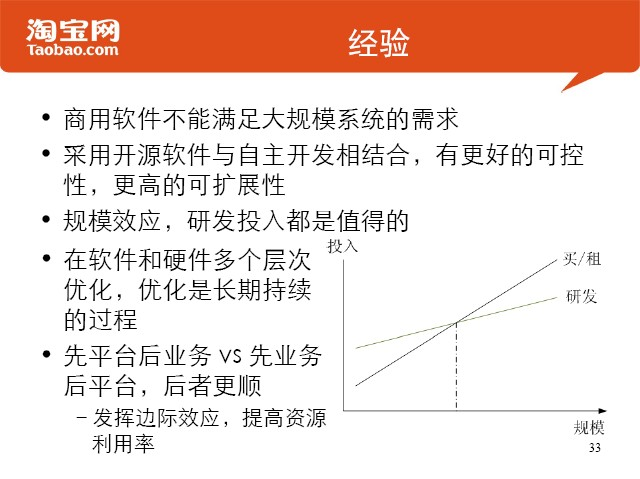 淘宝网
Taobao.com
经验
• 商用软件不能满足大规模系统的需求
• 采用开源软件与自主开发相结合，有更好的可控
性，更高的可扩展性
• 规模效应，研发投入都是值得的
• 在软件和硬件多个层次
优化，优化是长期持续
的过程
• 先平台后业务 vs 先业务
后平台，后者更顺
– 发挥边际效应，提高资源
利用率
投入
买/租
研发
规模
33